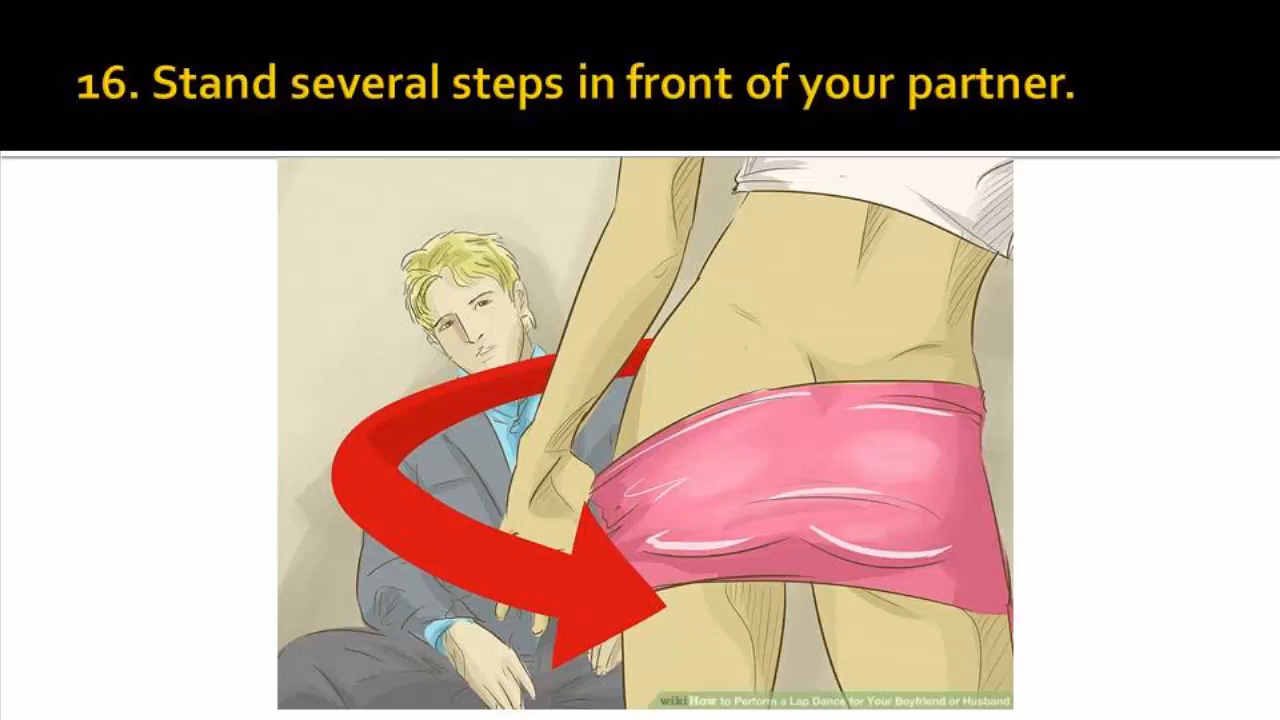 16. Stand several steps in front of your partner.
wikiHow to Perform a Lap Dance for Your Boyfriend or Husband